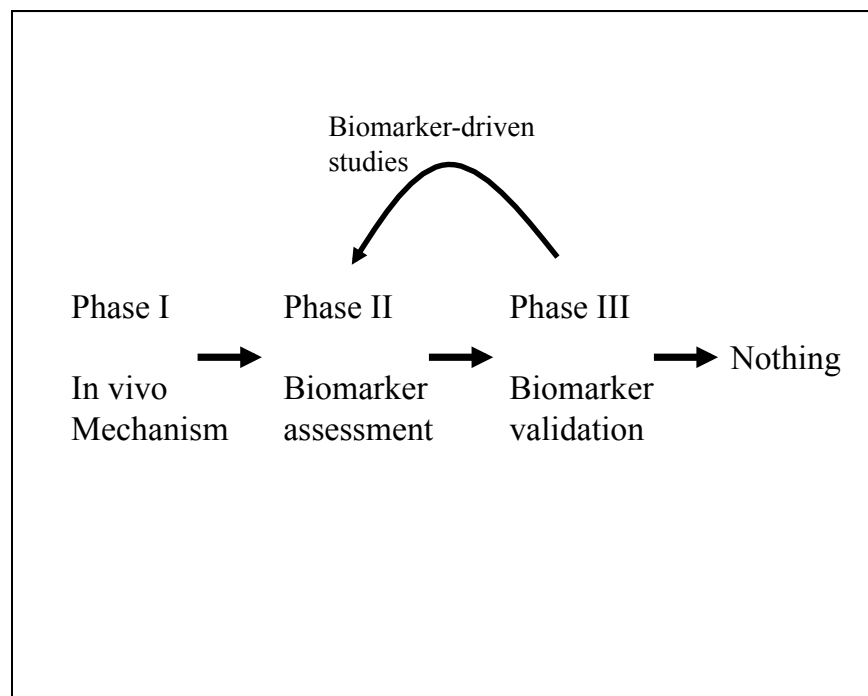 Biomarker-driven
studies
Phase I
In vivo
Mechanism
Phase II
Biomarker
assessment
Phase III
Biomarker
validation
Nothing